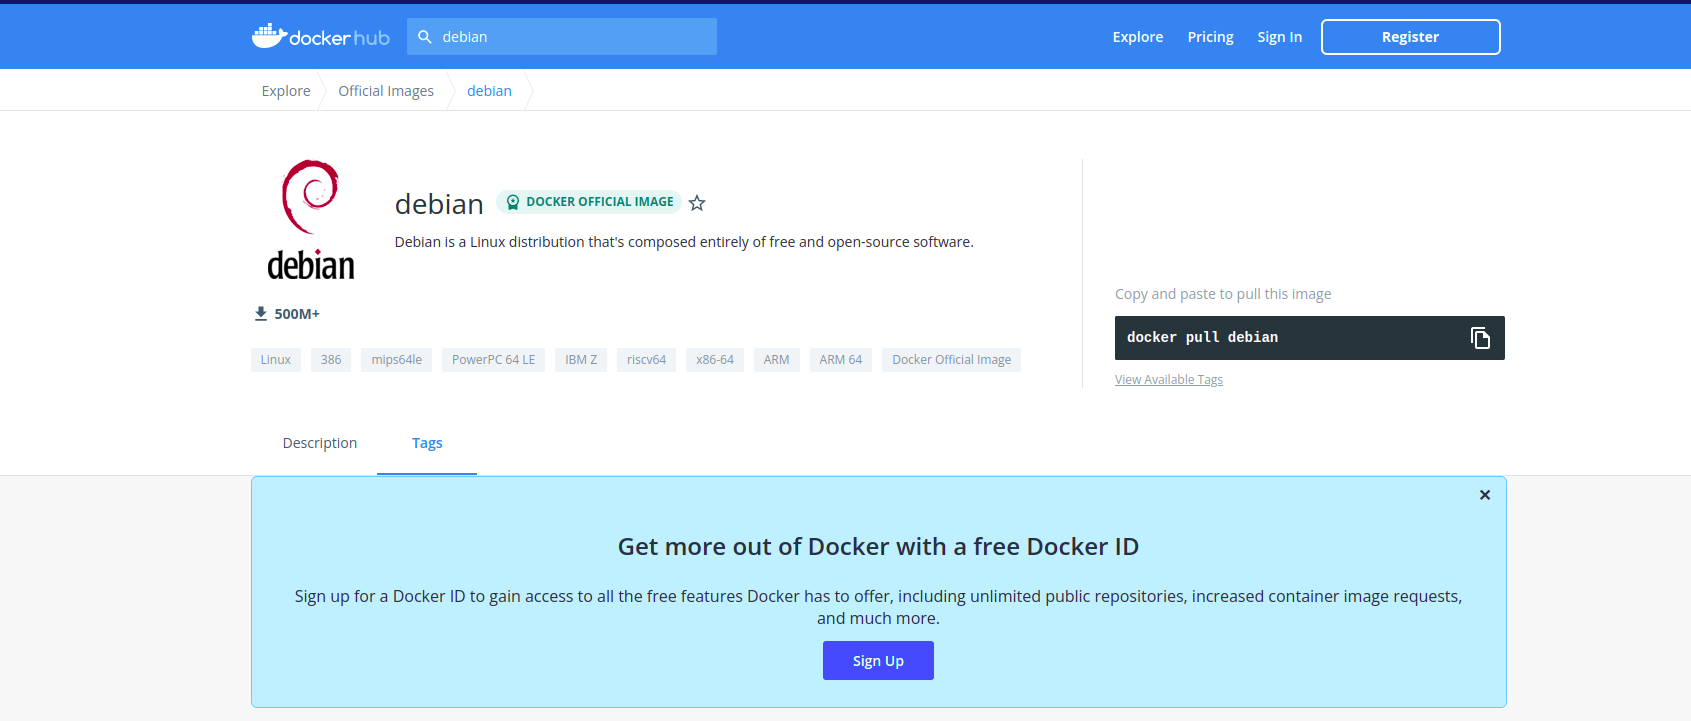 docker hub
debian
Explore
Pricing
Sign In
Register
Explore
Official Images
debian
debian
debian
DOCKER OFFICIAL IMAGE
Debian is a Linux distribution that's composed entirely of free and open-source software.
500M+
Linux
386
mips64le
PowerPC 64 LE
IBM Z
riscv64
x86-64
ARM
ARM 64
Docker Official Image
Copy and paste to pull this image
docker pull debian
View Available Tags
Description
Tags
Get more out of Docker with a free Docker ID
Sign up for a Docker ID to gain access to all the free features Docker has to offer, including unlimited public repositories, increased container image requests,
and much more.
Sign Up